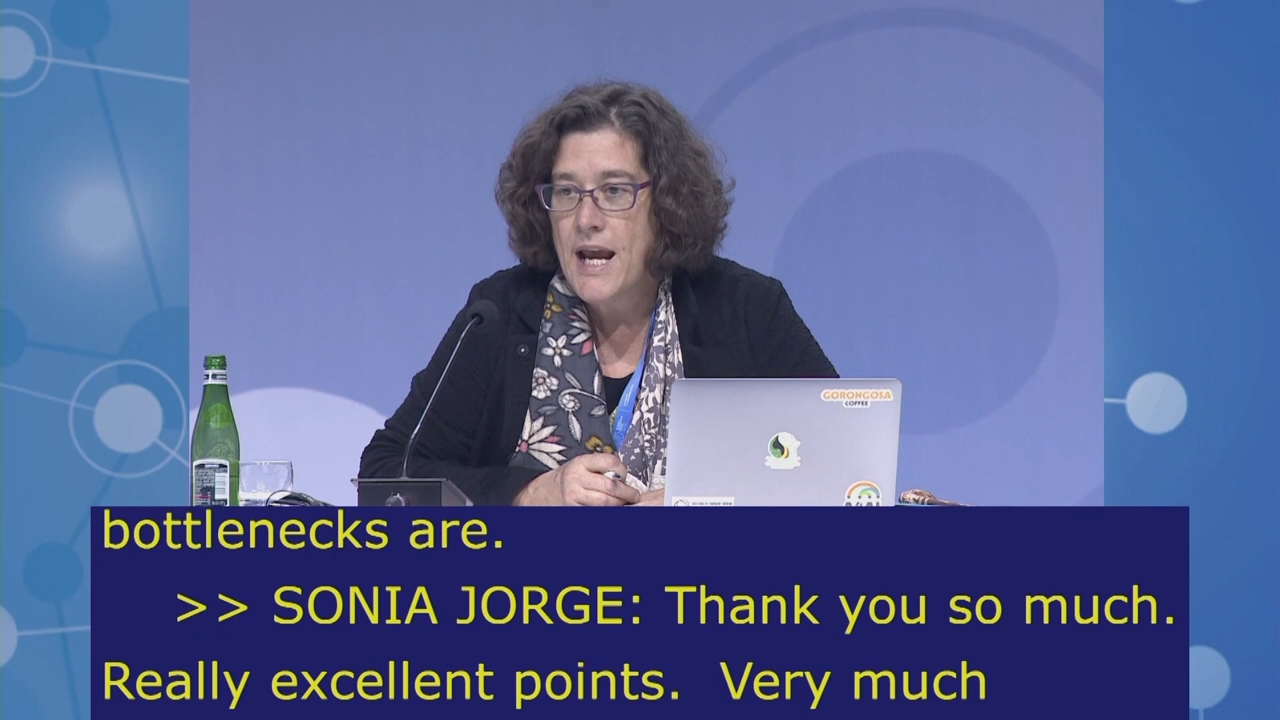 GORONGOSA
COFFEE
bottlenecks are.
>> SONIA JORGE: Thank you so much.
Really excellent points. Very much